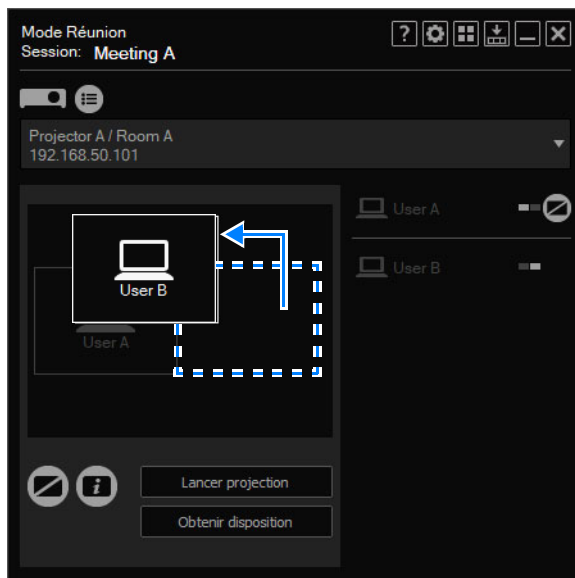 Mode Réunion
Session: Meeting A
Projector A / Room A
192.168.50.101
User A
User B
User B
User A
Lancer projection
Obtenir disposition